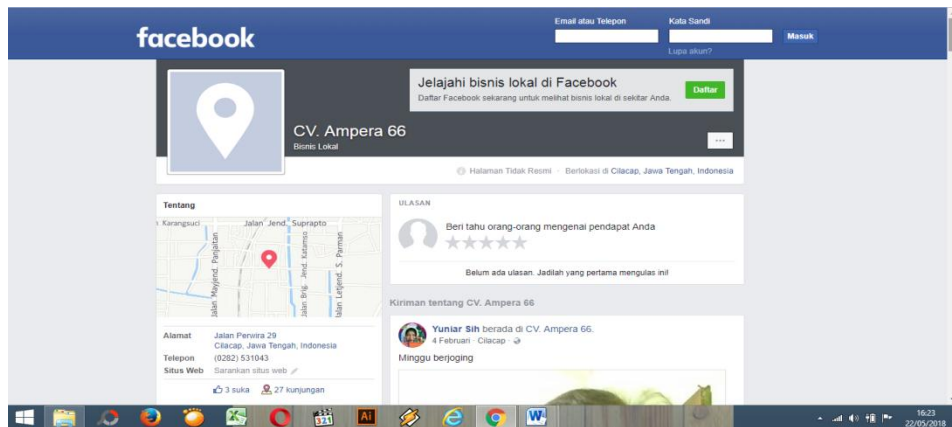 facebook
Email atau Telepon
Kata Sandi
Masuk
Lupa akun?
Jelajahi bisnis lokal di Facebook
Daftar Facebook sekarang untuk melihat bisnis lokal di sekitar Anda.
Daftar
CV. Ampera 66
Bisnis Lokal
Halaman Tidak Resmi · Berlokasi di Cilacap, Jawa Tengah, Indonesia
Tentang
Karangsuci
Jalan Jend. Suprapto
Jalan Mayjend. Panjaitan
Jalan Brig. Jend. Katamso
Jalan Letjend. S. Parman
Alamat Jalan Perwira 29
Cilacap, Jawa Tengah, Indonesia
Telepon (0282) 531043
Situs Web Sarankan situs web
3 suka 27 kunjungan
ULASAN
Beri tahu orang-orang mengenai pendapat Anda
Belum ada ulasan. Jadilah yang pertama mengulas ini!
Kiriman tentang CV. Ampera 66
Yuniar Sih berada di CV. Ampera 66.
4 Februari · Cilacap ·
Minggu berjoging
321
Ai
W
16:23
22/05/2018